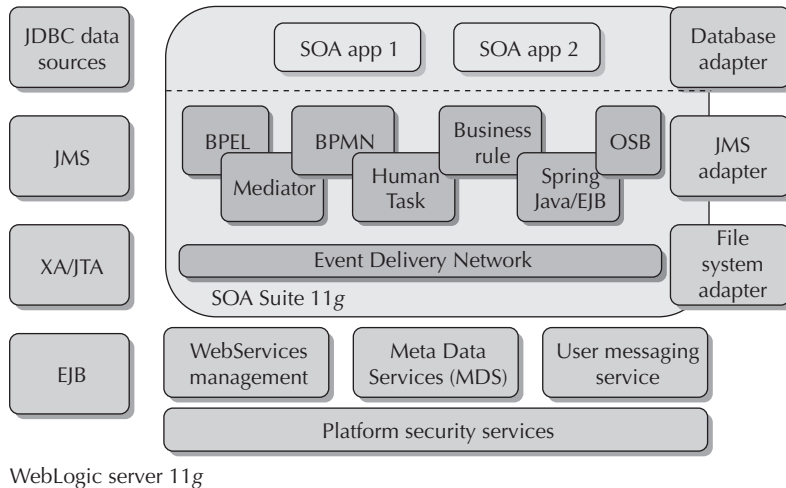 JDBC data
sources
SOA app 1
SOA app 2
Database
adapter
JMS
BPEL
BPMN
Business
rule
OSB
Mediator
Human
Task
Spring
Java/EJB
JMS
adapter
XA/JTA
Event Delivery Network
SOA Suite 11g
File
system
adapter
EJB
WebServices
management
Meta Data
Services (MDS)
User messaging
service
Platform security services
WebLogic server 11g